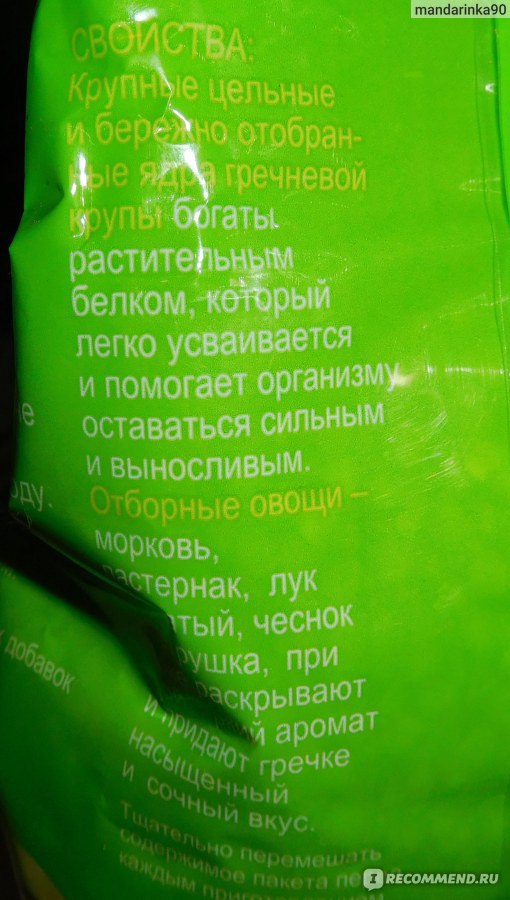 mandarinka90
СВОЙСТВА:
Крупные цельные
и бережно отобран-
ные ядра гречневой
крупы богаты
растительным
белком, который
легко усваивается
и помогает организму
оставаться сильным
и выносливым.
Отборные овощи –
морковь,
пастернак, лук
чеснок
при
раскрывают
аромат
и придают гречке
насыщенный
и сочный вкус.
Тщательно перемешать
содержимое пакета
каждым
добавок
IRECOMMEND.RU